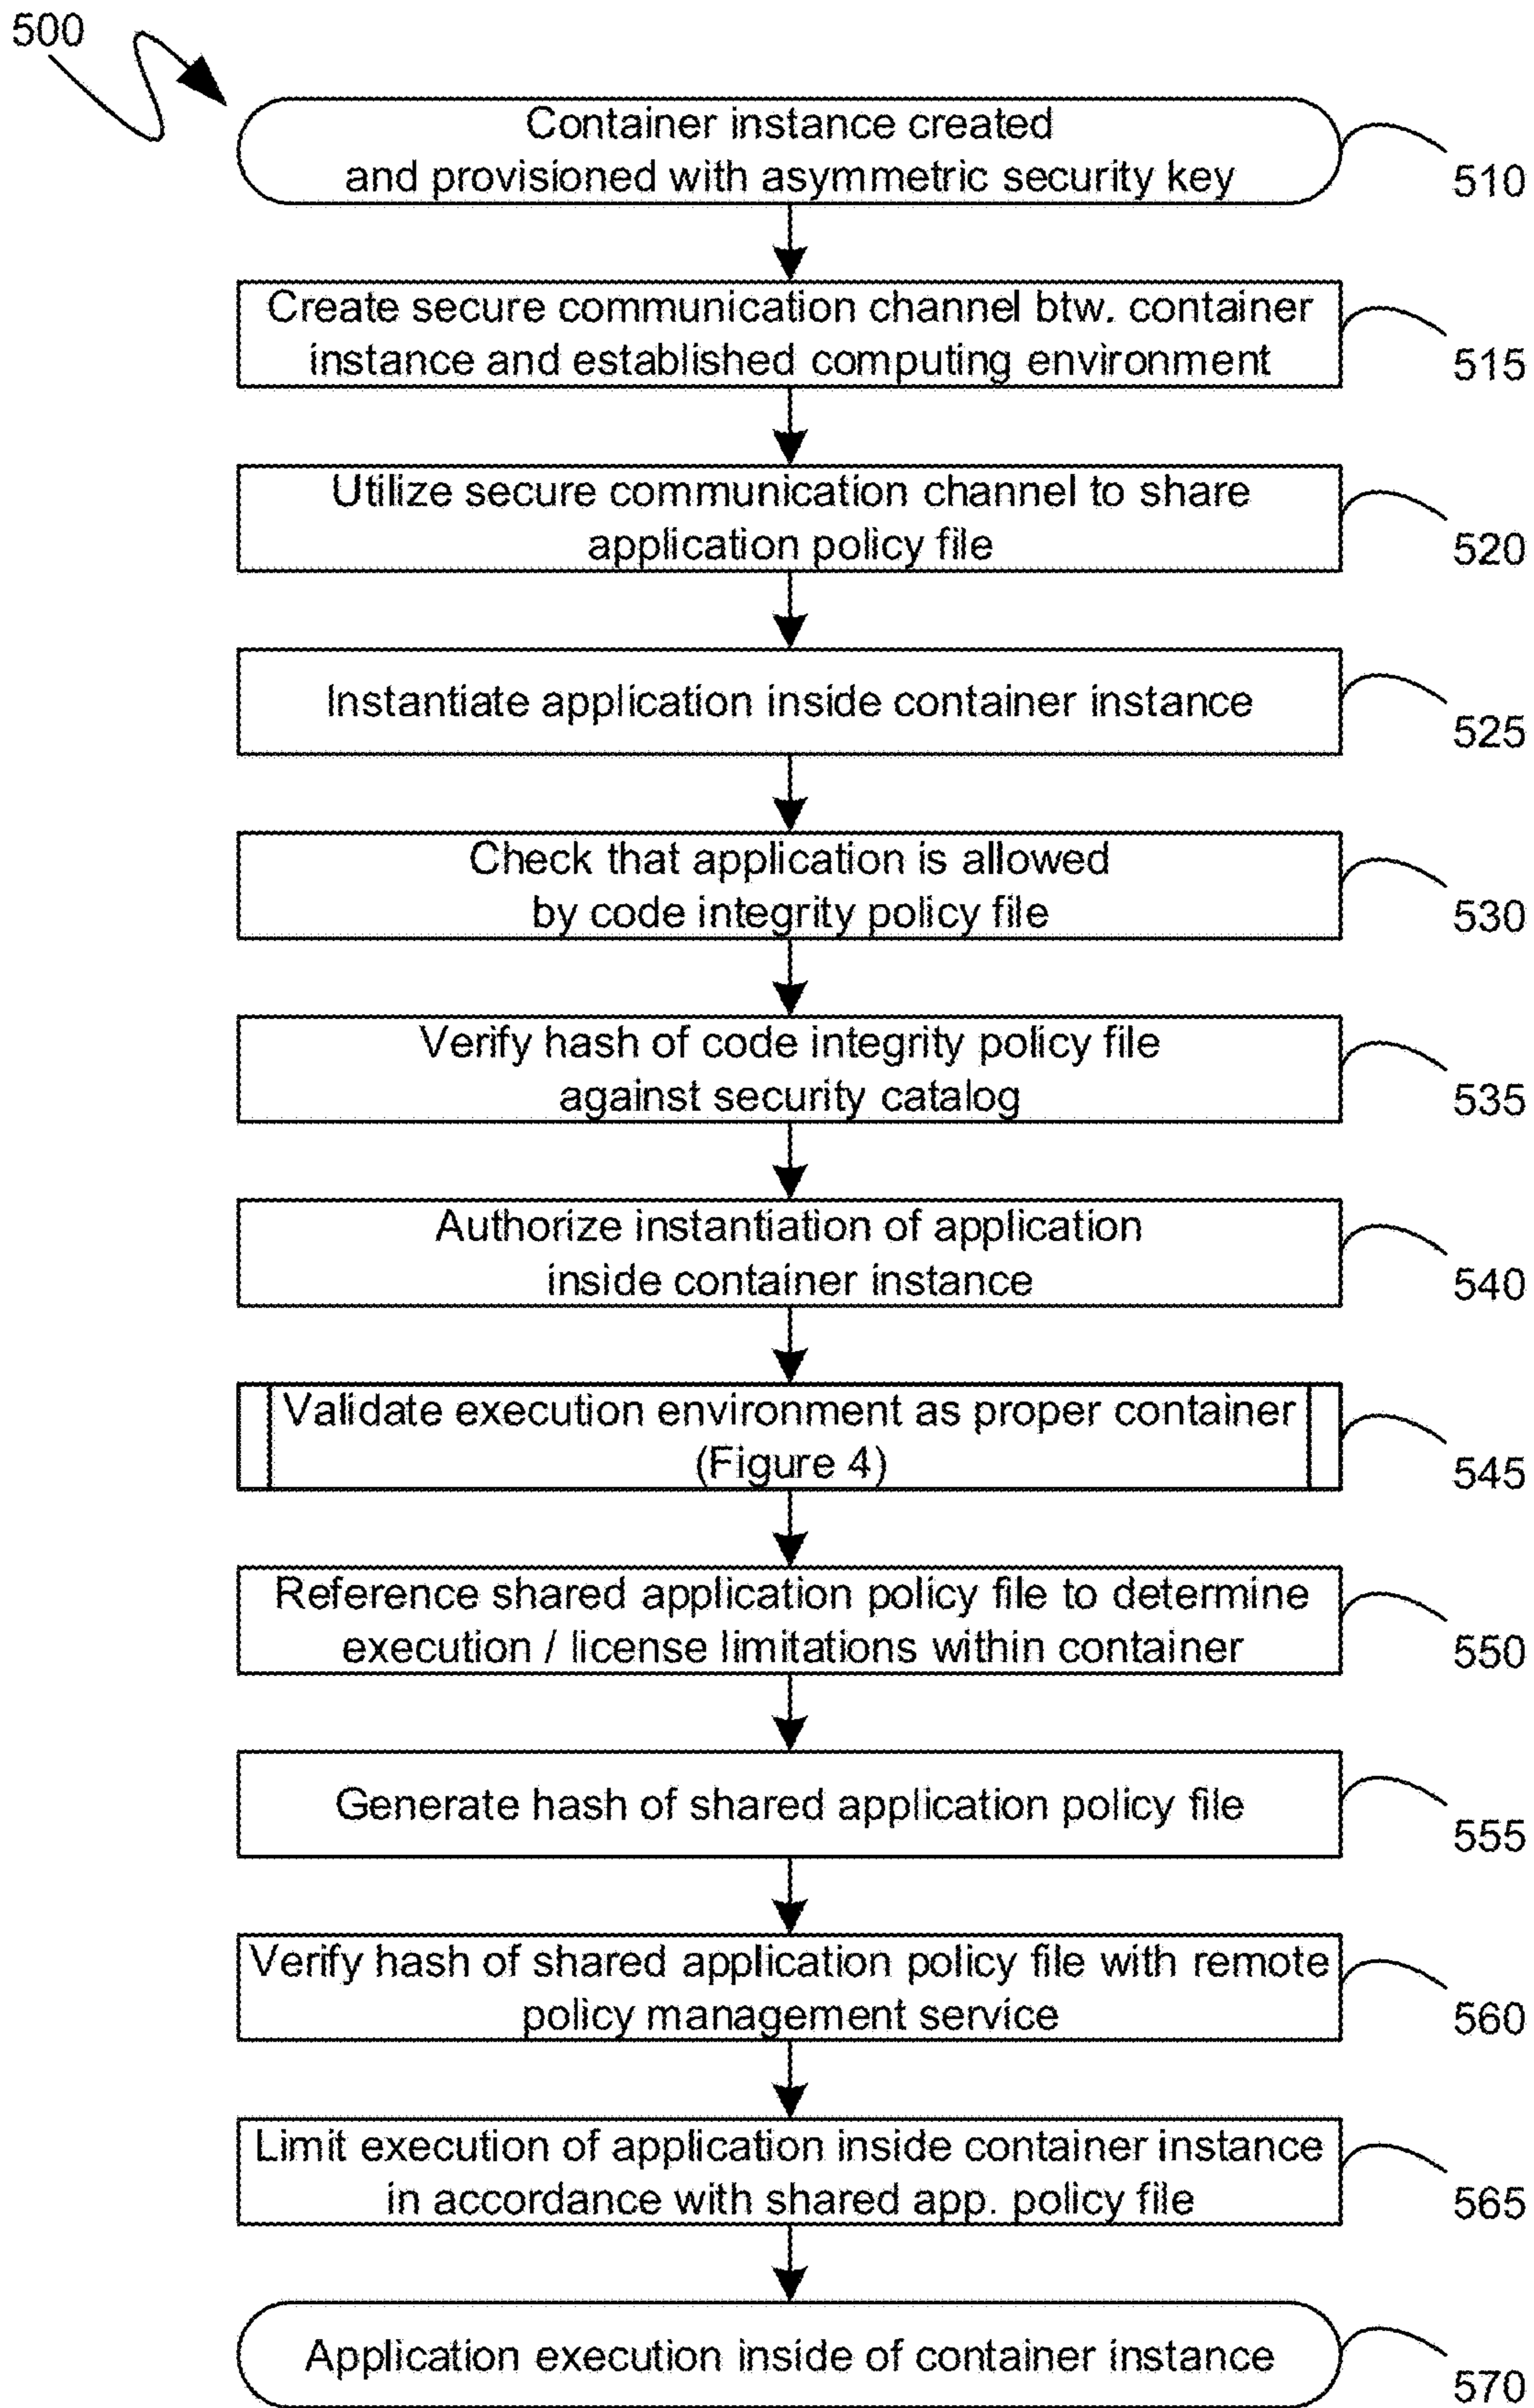 500
Container instance created
and provisioned with asymmetric security key
510
Create secure communication channel btw. container
instance and established computing environment
515
Utilize secure communication channel to share
application policy file
520
Instantiate application inside container instance
525
Check that application is allowed
by code integrity policy file
530
Verify hash of code integrity policy file
against security catalog
535
Authorize instantiation of application
inside container instance
540
Validate execution environment as proper container
(Figure 4)
545
Reference shared application policy file to determine
execution / license limitations within container
550
Generate hash of shared application policy file
555
Verify hash of shared application policy file with remote
policy management service
560
Limit execution of application inside container instance
in accordance with shared app. policy file
565
Application execution inside of container instance
570